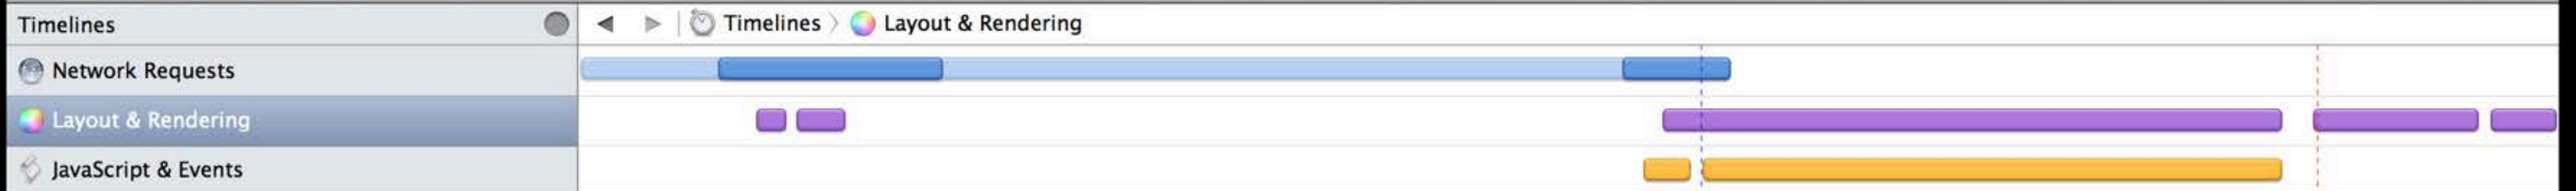 Timelines
Timelines Layout & Rendering
Network Requests
Layout & Rendering
JavaScript & Events